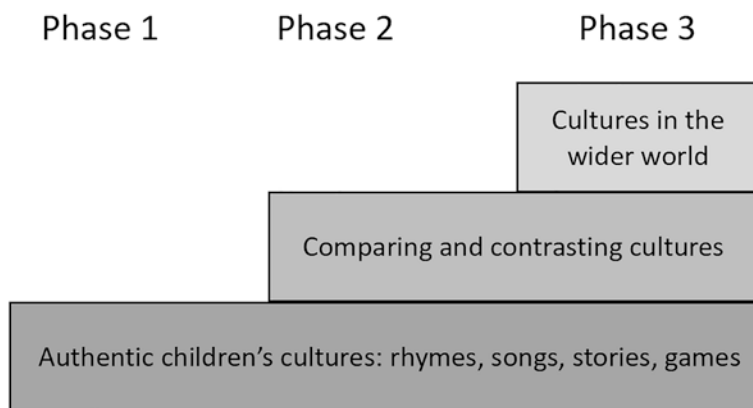 Phase 1 Phase 2 Phase 3
Cultures in the
wider world
Comparing and contrasting cultures
Authentic children's cultures: rhymes, songs, stories, games